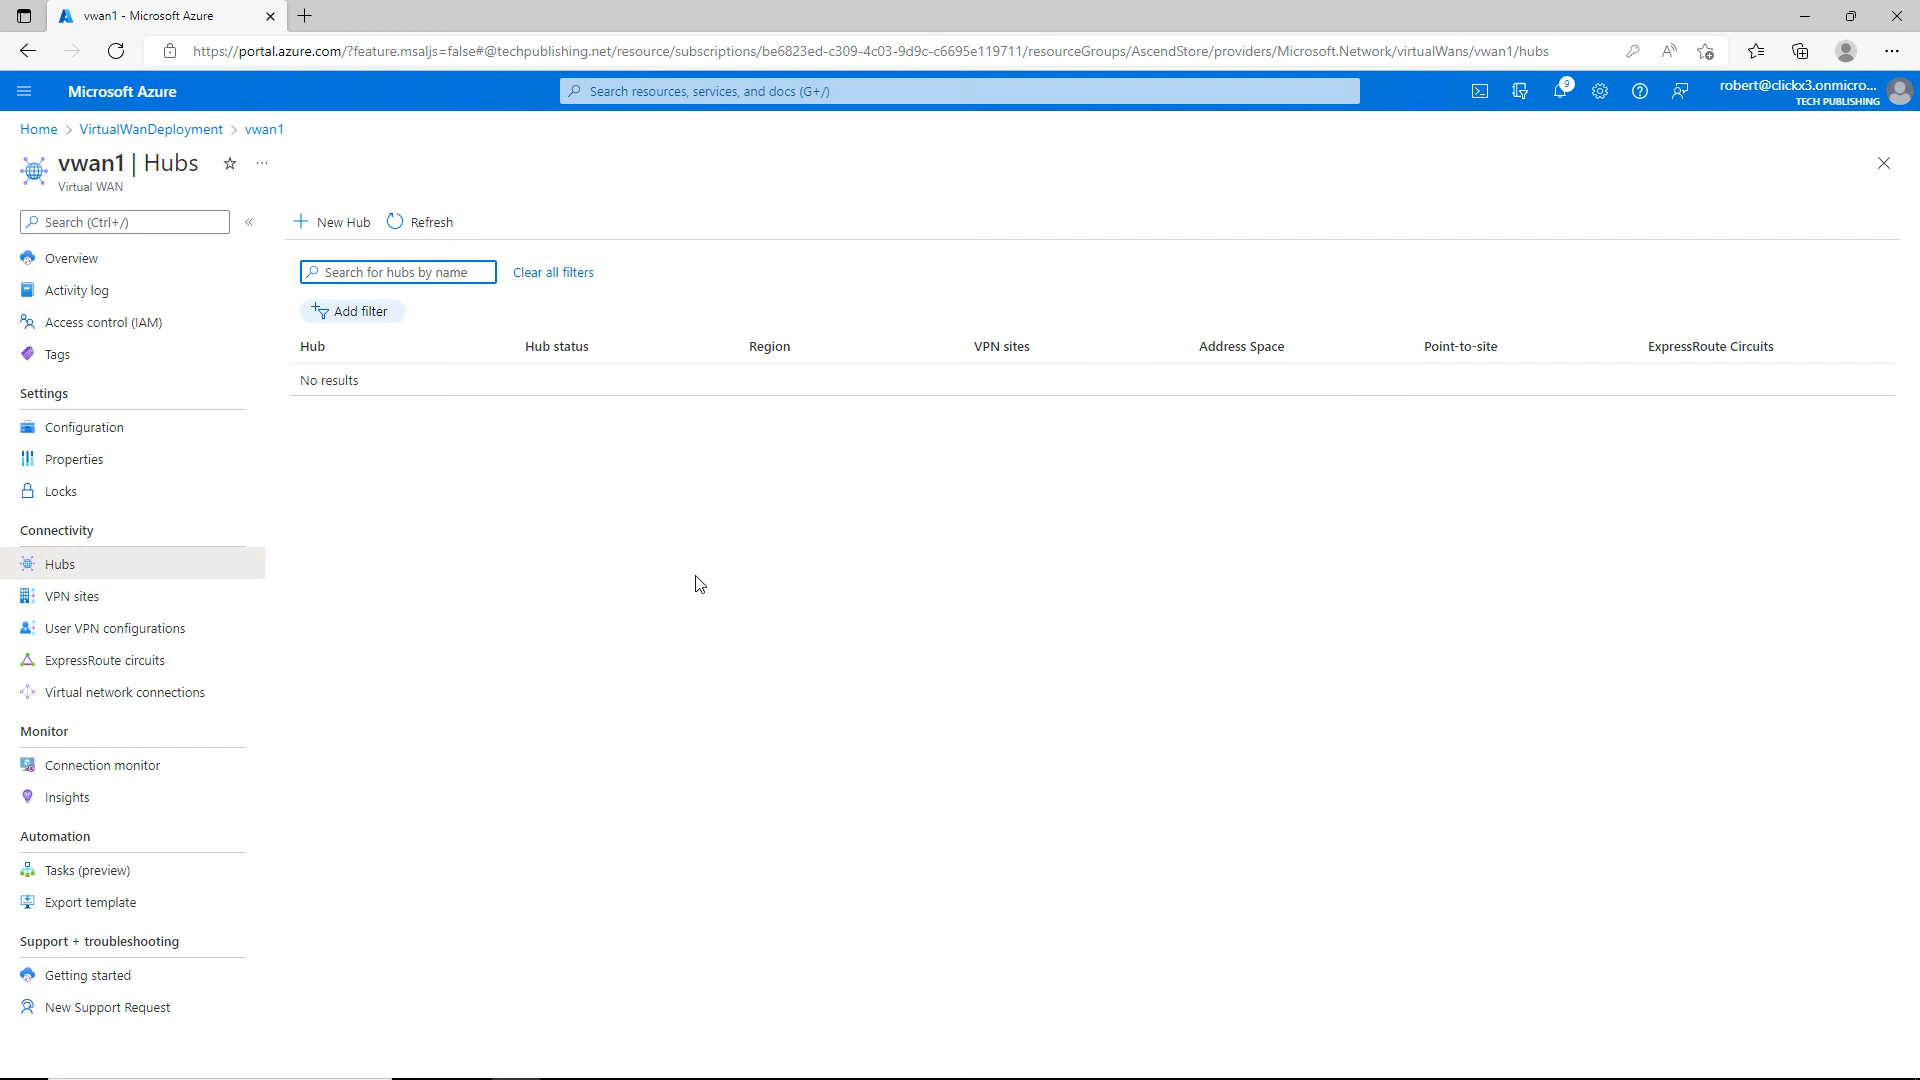 vwan1 - Microsoft Azure
https://portal.azure.com/?feature.msaljs=false#@techpublishing.net/resource/subscriptions/be6823ed-c309-4c03-9d9c-c6695e119711/resourceGroups/AscendStore/providers/Microsoft.Network/virtualWans/vwan1/hubs
Microsoft Azure
Search resources, services, and docs (G+/)
9
robert@clickx3.onmicro...
TECH PUBLISHING
Home > VirtualWanDeployment > vwan1
vwan1 | Hubs
Virtual WAN
Search (Ctrl+/)
Overview
Activity log
Access control (IAM)
Tags
Settings
Configuration
Properties
Locks
Connectivity
Hubs
VPN sites
User VPN configurations
ExpressRoute circuits
Virtual network connections
Monitor
Connection monitor
Insights
Automation
Tasks (preview)
Export template
Support + troubleshooting
Getting started
New Support Request
New Hub
Refresh
Search for hubs by name
Clear all filters
Add filter
Hub Hub status Region VPN sites Address Space Point-to-site ExpressRoute Circuits
No results